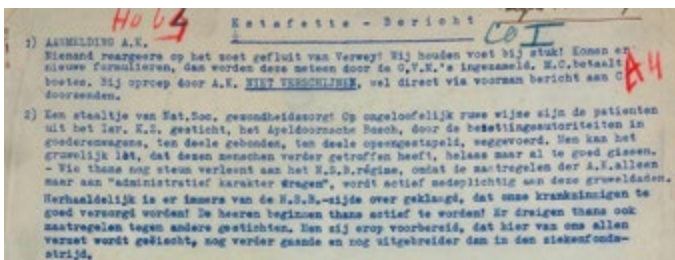 Estafette - Bericht
CO I
A4
1) AANMELDING A.K.
Niemand reageere op het zoet gefluit van Verwey! Wij houden voet bij stuk! Komen er
nieuwe formulieren, dan worden deze meteen door de G.V.K.'s ingezameld. M.C. betaalt
boeten. Bij oproep door A.K. NIET VERSCHIJNEN, wel direct via voorman bericht aan C
doorzenden.
2) Een staaltje van Nat.Soc. gezondheidszorg! Op ongeloofelijk ruwe wijze zijn de patienten
uit het Isr. K.Z. gesticht, het Apeldoornsche Bosch, door de bezettingsautoriteiten in
goederenwagens, ten deele gebonden, ten deele opeengestapeld, weggevoerd. Men kan het
gruwelijk lot, dat dezen menschen verder getroffen heeft, helaas maar al te goed gissen.
- Wie thans nog steun verleent aan het N.S.B.régime, omdat de maatregelen der A.K. alleen
maar aan "administratief karakter dragen", wordt actief medeplichtig aan deze gruweldaden.
Herhaaldelijk is er immers van de N.S.B.-zijde over geklaagd, dat onze krankzinnigen te
goed verzorgd worden! De heeren beginnen thans actief te worden! Er dreigen thans ook
maatregelen tegen andere gestichten. Men zij erop voorbereid, dat hier van ons allen
verzet wordt geëischt, nog verder gaande en nog uitgebreider dan in den ziekenfonds-
strijd.